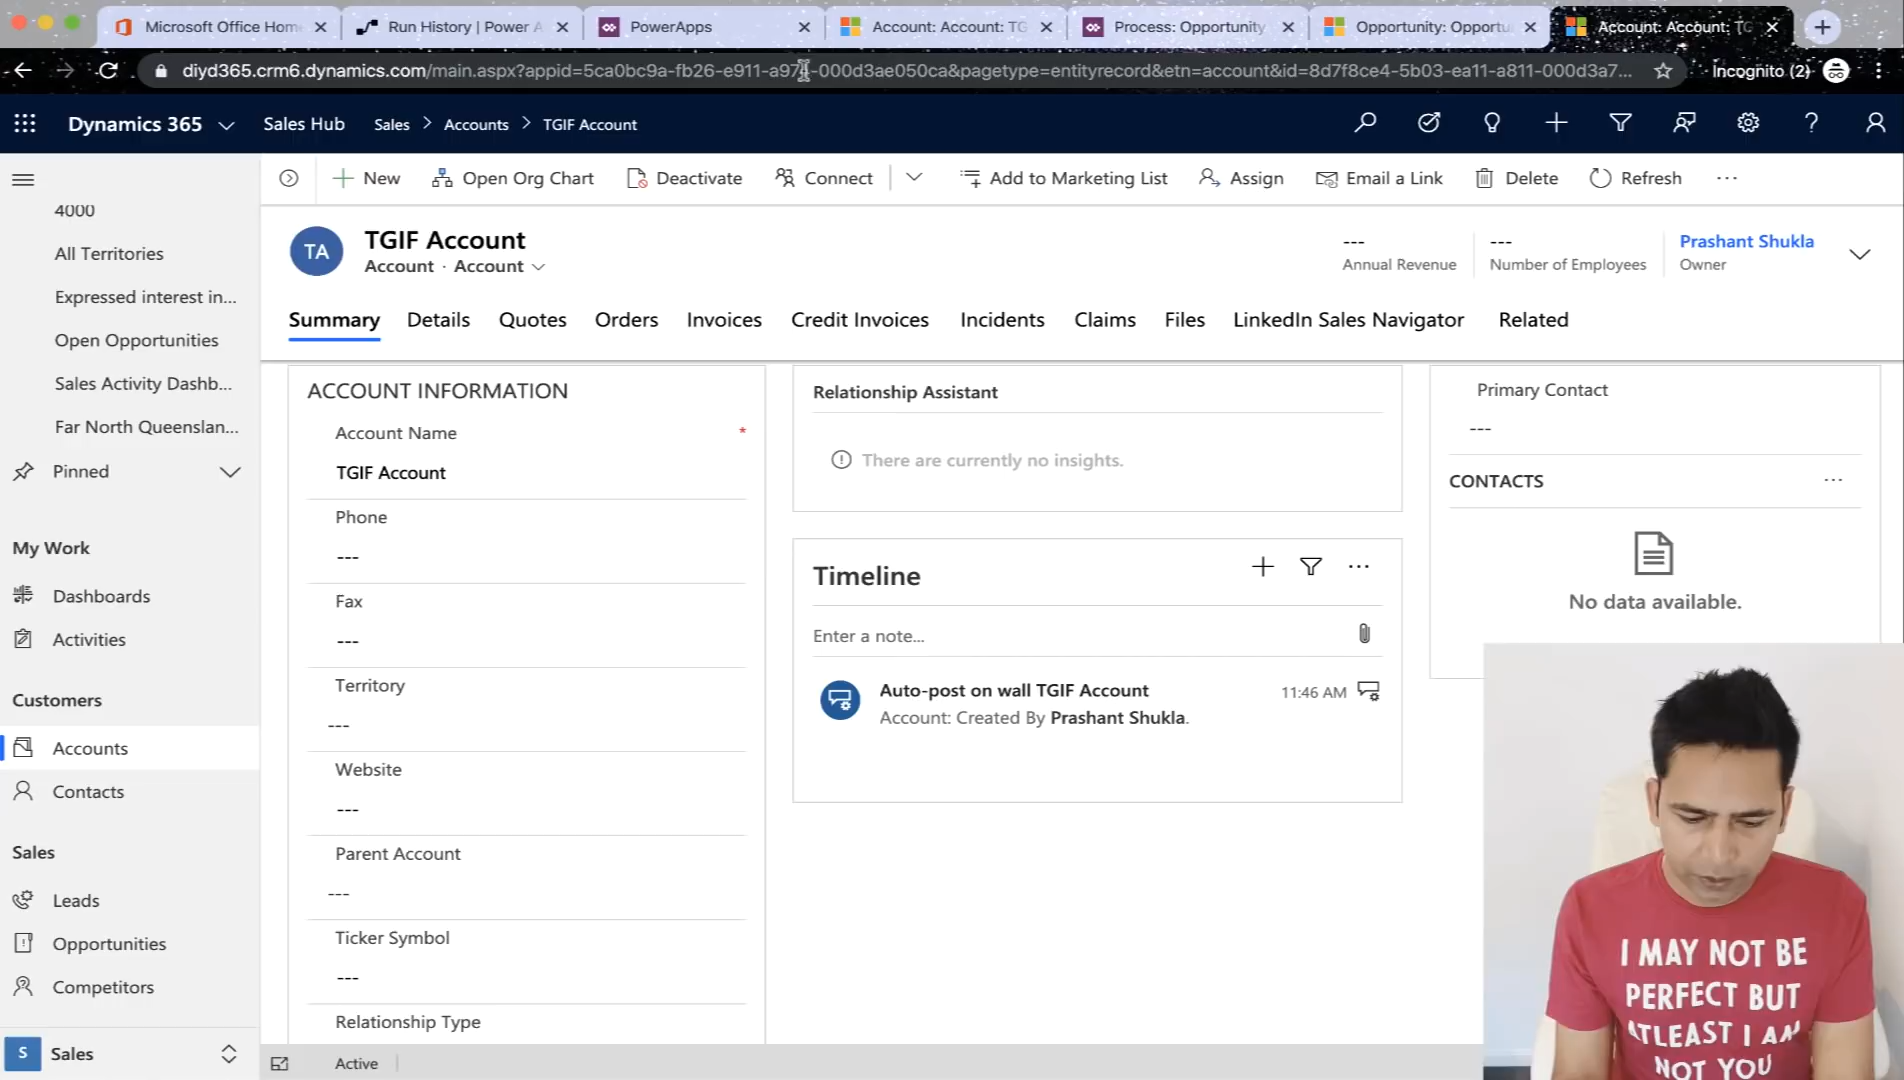 Microsoft Office Home
Run History | Power A
PowerApps
Account: Account: TG
Process: Opportunity
Opportunity: Opportu
Account: Account: TG
diyd365.crm6.dynamics.com/main.aspx?appid=5ca0bc9a-fb26-e911-a97 -000d3ae050ca&pagetype=entityrecord&etn=account&id=8d7f8ce4-5b03-ea11-a811-000d3a7...
Incognito (2)
Dynamics 365
Sales Hub
Sales > Accounts > TGIF Account
New
Open Org Chart
Deactivate
Connect
Add to Marketing List
Assign
Email a Link
Delete
Refresh
4000
All Territories
Expressed interest in...
Open Opportunities
Sales Activity Dashb...
Far North Queenslan...
Pinned
My Work
Dashboards
Activities
Customers
Accounts
Contacts
Sales
Leads
Opportunities
Competitors
S
Sales
TA
TGIF Account
Account · Account
---
Annual Revenue
---
Number of Employees
Prashant Shukla
Owner
Summary
Details
Quotes
Orders
Invoices
Credit Invoices
Incidents
Claims
Files
LinkedIn Sales Navigator
Related
ACCOUNT INFORMATION
Account Name
*
TGIF Account
Phone
---
Fax
---
Territory
---
Website
---
Parent Account
---
Ticker Symbol
---
Relationship Type
Active
Relationship Assistant
There are currently no insights.
Timeline
Enter a note...
Auto-post on wall TGIF Account
11:46 AM
Account: Created By Prashant Shukla.
Primary Contact
---
CONTACTS
No data available.
I MAY NOT BE
PERFECT BUT
ATLEAST I AM
NOT YOU